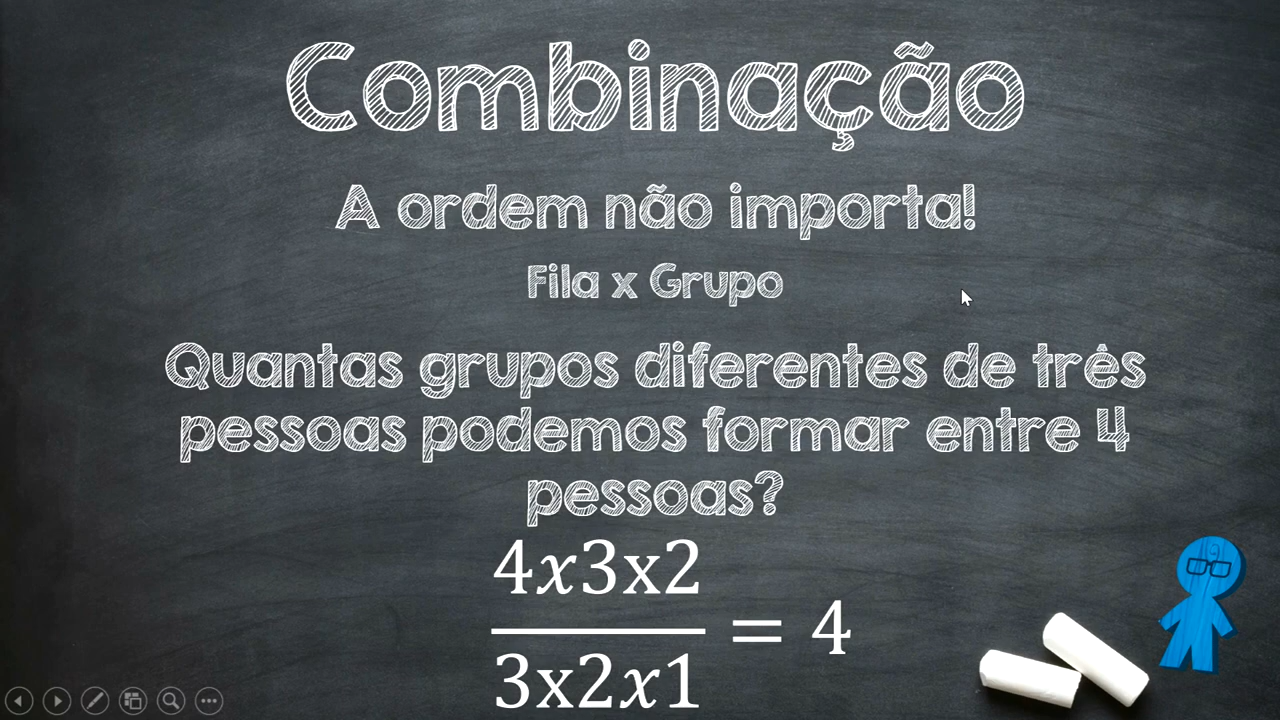 Combinação
A ordem não importa!
Fila x Grupo
Quantas grupos diferentes de três
pessoas podemos formar entre 4
pessoas?
4x3x2
= 4
3x2x1